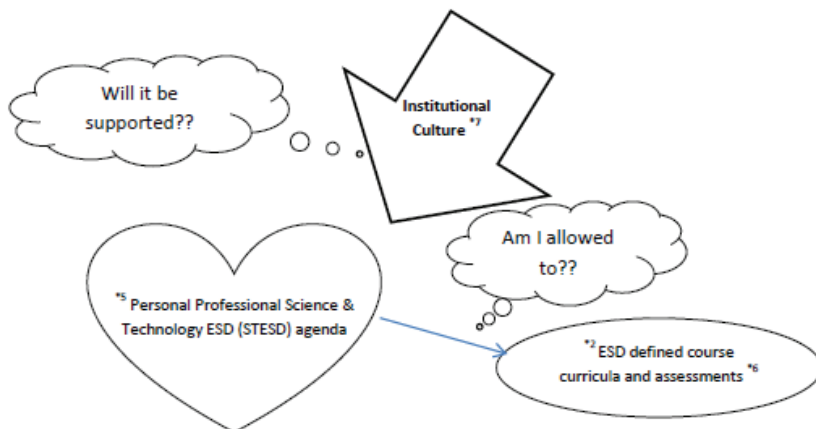 Will it be
supported??
Institutional
Culture *7
Am I allowed
to??
*5 Personal Professional Science &
Technology ESD (STESD) agenda
*2 ESD defined course
curricula and assessments *6